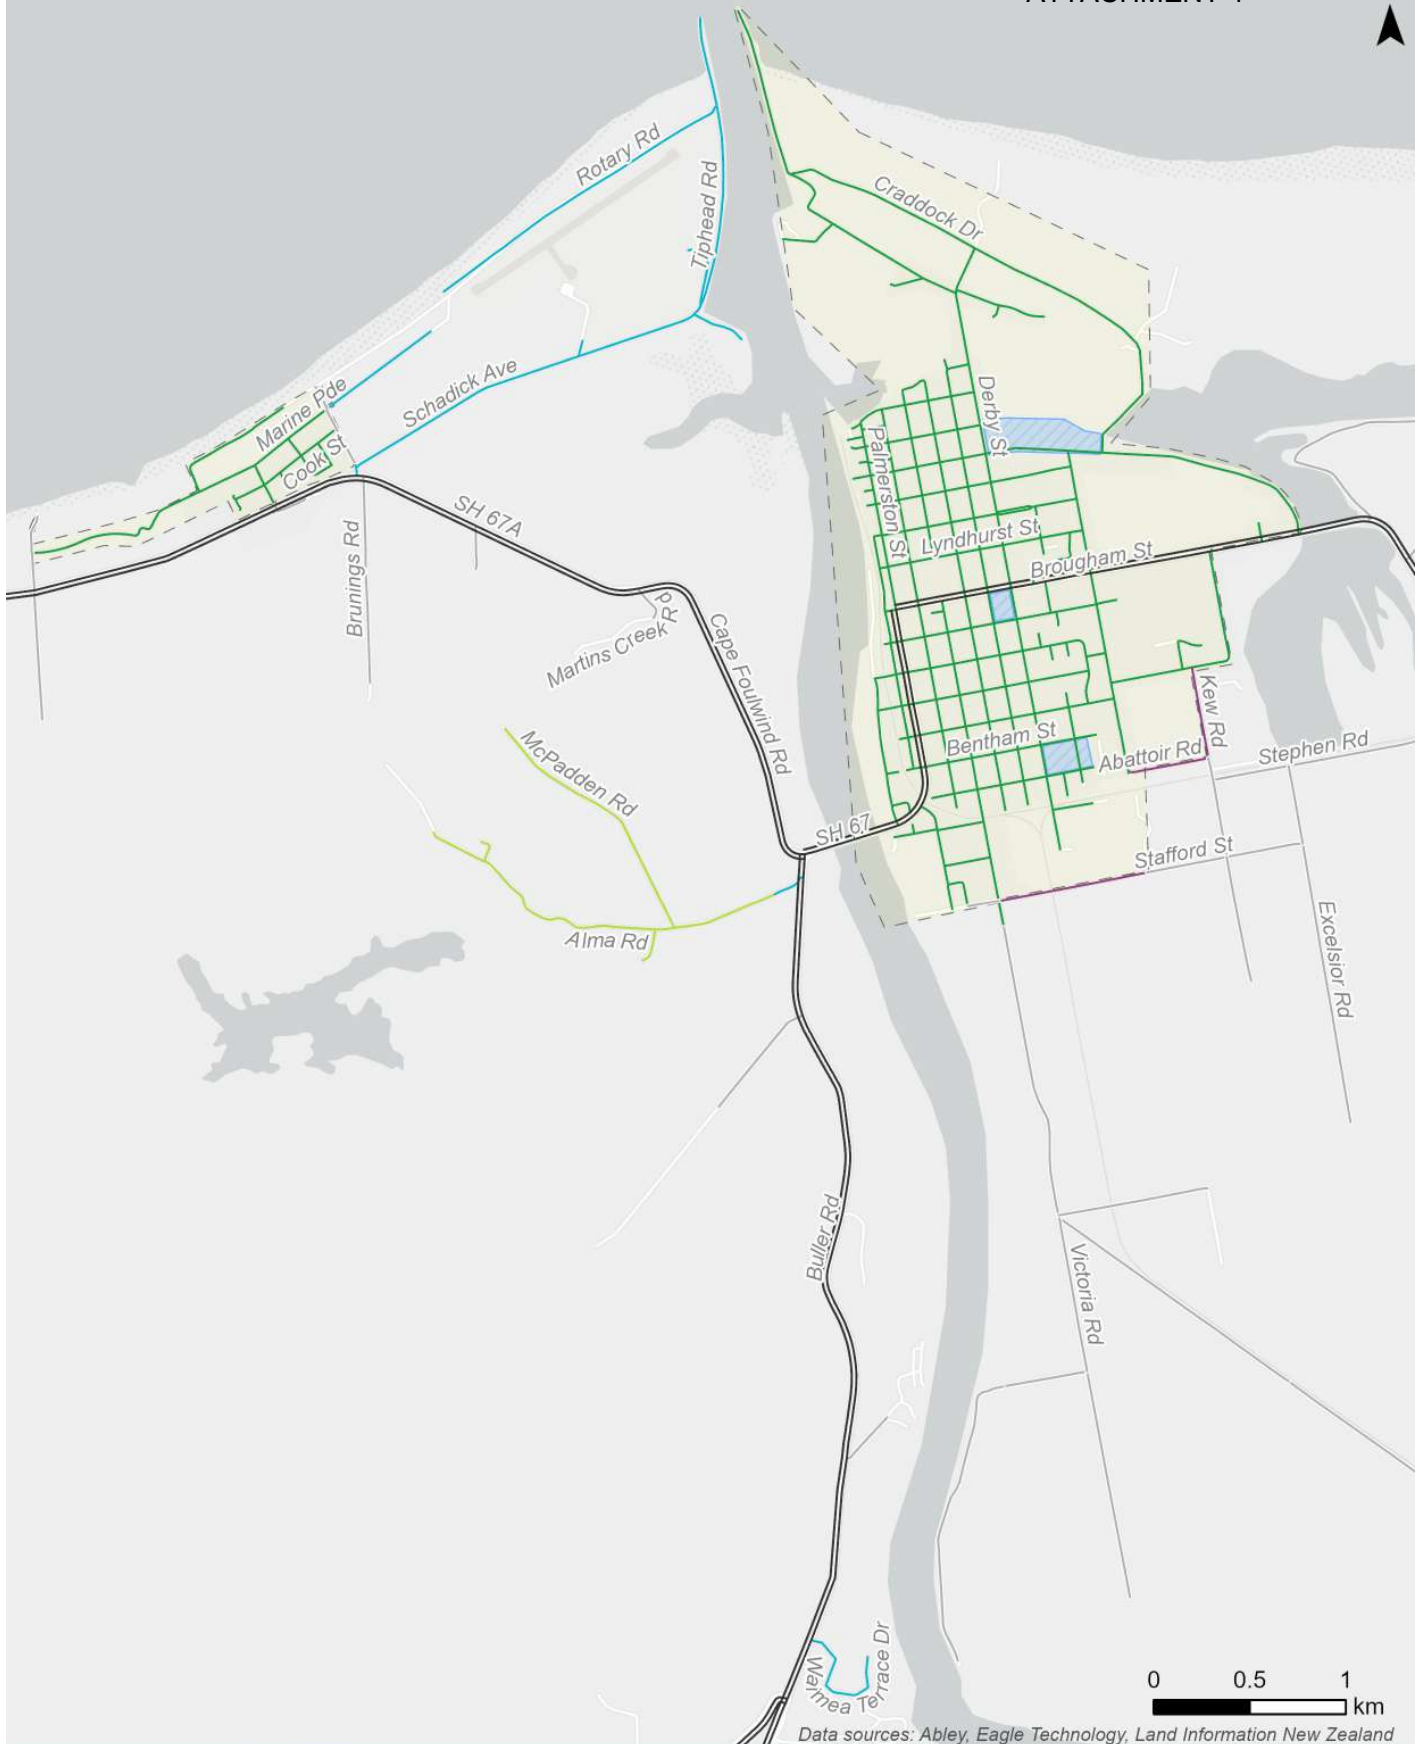 Rotary Rd
Tiphead Rd
Craddock Dr
Schadick Ave
Marine Pde
Cook St
Derby St
Palmerston St
SH 67A
Brunings Rd
Lyndhurst St
Brougham St
Martins Creek Rd
Cape Foulwind Rd
Kew Rd
Bentham St
Abattoir Rd
Stephen Rd
McPadden Rd
SH 67
Stafford St
Alma Rd
Excelsior Rd
Buller Rd
Victoria Rd
Waimea Terrace Dr
0 0.5 1
km
Data sources: Abley, Eagle Technology, Land Information New Zealand